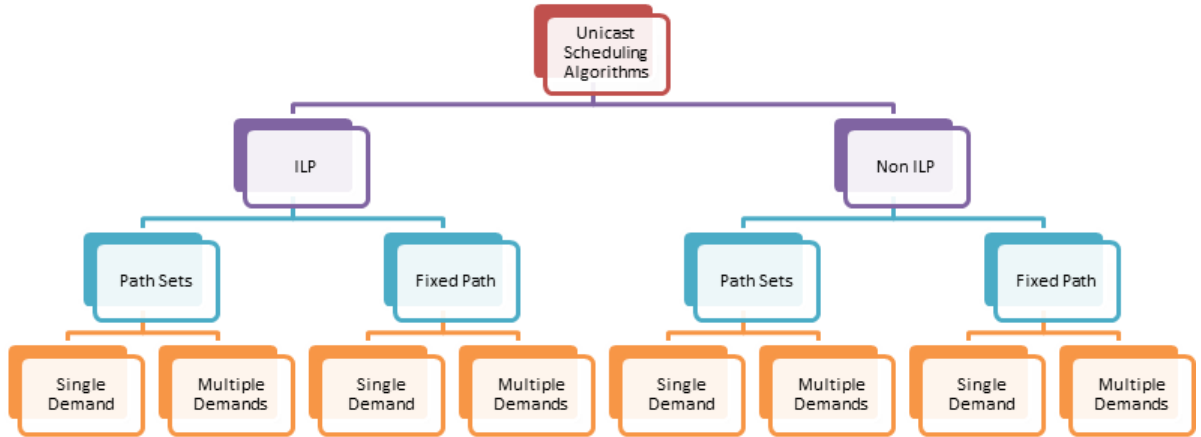 Unicast
Scheduling
Algorithms
ILP
Non ILP
Path Sets
Fixed Path
Path Sets
Fixed Path
Single
Demand
Multiple
Demands
Single
Demand
Multiple
Demands
Single
Demand
Multiple
Demands
Single
Demand
Multiple
Demands